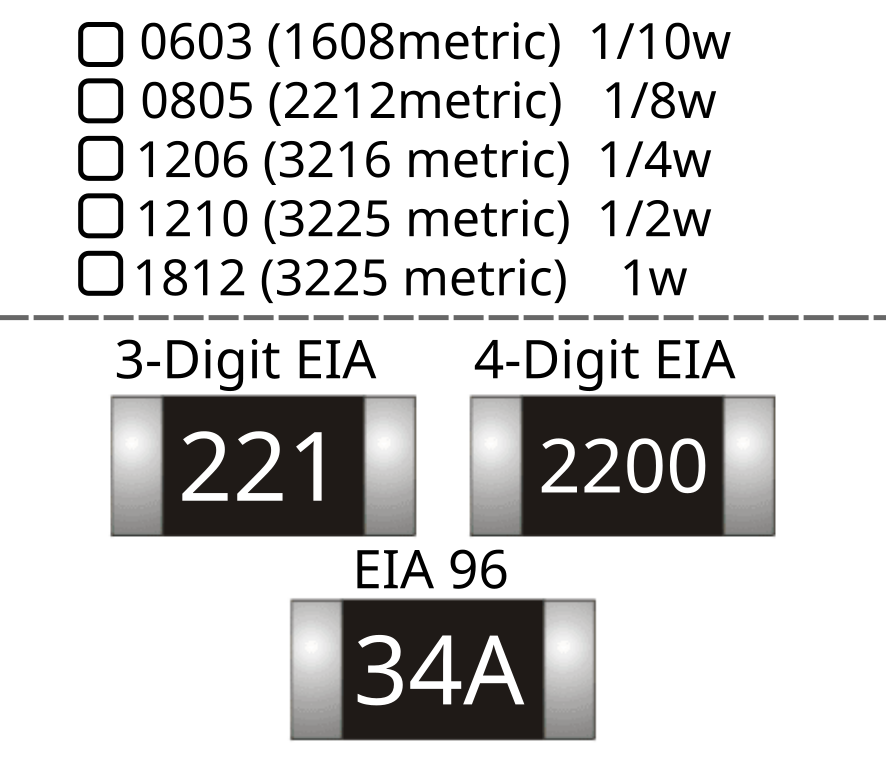 0603 (1608metric) 1/10w
0805 (2212metric) 1/8w
1206 (3216 metric) 1/4w
1210 (3225 metric) 1/2w
1812 (3225 metric) 1w
3-Digit EIA 4-Digit EIA
221 2200
EIA 96
34A